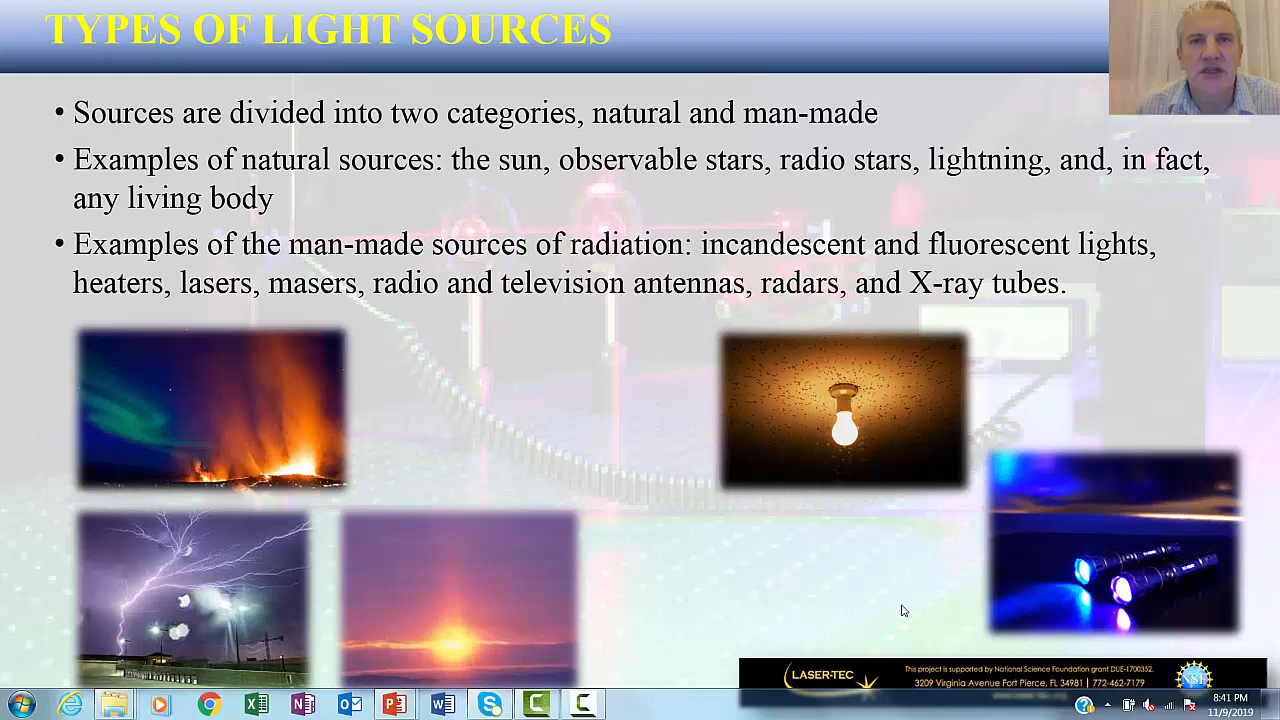 TYPES OF LIGHT SOURCES
• Sources are divided into two categories, natural and man-made
• Examples of natural sources: the sun, observable stars, radio stars, lightning, and, in fact,
any living body
• Examples of the man-made sources of radiation: incandescent and fluorescent lights,
heaters, lasers, masers, radio and television antennas, radars, and X-ray tubes.
LASER-TEC
This project is supported by National Science Foundation grant DUE-1700352.
3209 Virginia Avenue Fort Pierce, FL 34981 | 772-462-7179
NSF
8:41 PM
11/9/2019